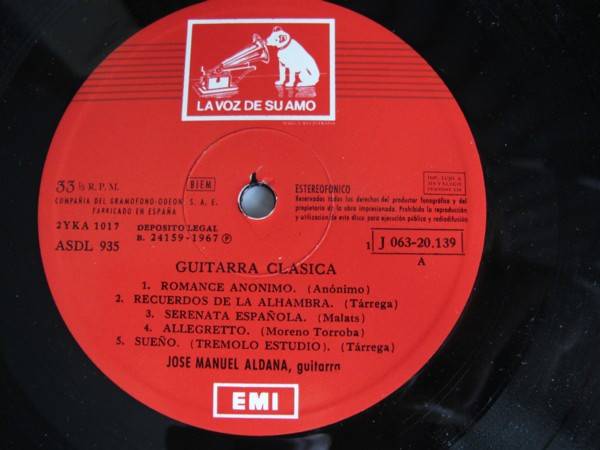 LA VOZ DE SU AMO
33 ⅓ R. P. M.
BIEM
COMPAÑIA DEL GRAMOFONO-ODEON, S. A. E.
FABRICADO EN ESPAÑA
2YKA 1017
ASDL 935
DEPOSITO LEGAL
B. 24159-1967 Ⓟ
ESTEREOFONICO
Reservados todos los derechos del productor fonográfico y del
propietario de la obra impresionada. Prohibida la reproducción
y utilización de este disco para ejecución pública y radiodifusión
1 J 063-20.139
A
GUITARRA CLASICA
1. ROMANCE ANONIMO. (Anónimo)
2. RECUERDOS DE LA ALHAMBRA. (Tárrega)
3. SERENATA ESPAÑOLA. (Malats)
4. ALLEGRETTO. (Moreno Torroba)
5. SUEÑO. (TREMOLO ESTUDIO). (Tárrega)
JOSE MANUEL ALDANA, guitarra
EMI